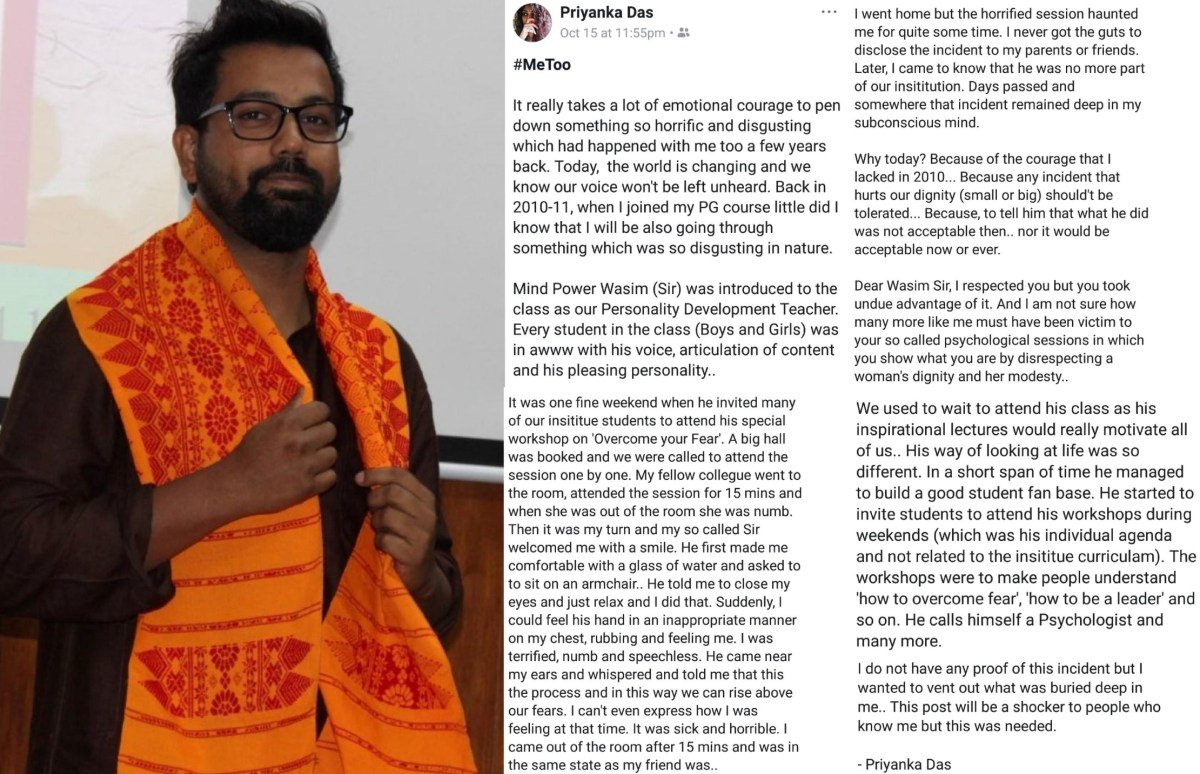 Priyanka Das
Oct 15 at 11:55pm
#MeToo
It really takes a lot of emotional courage to pen
down something so horrific and disgusting
which had happened with me too a few years
back. Today,  the world is changing and we
know our voice won't be left unheard. Back in
2010-11, when I joined my PG course little did I
know that I will be also going through
something which was so disgusting in nature.
Mind Power Wasim (Sir) was introduced to the
class as our Personality Development Teacher.
Every student in the class (Boys and Girls) was
in awww with his voice, articulation of content
and his pleasing personality..
It was one fine weekend when he invited many
of our insititue students to attend his special
workshop on 'Overcome your Fear'. A big hall
was booked and we were called to attend the
session one by one. My fellow collegue went to
the room, attended the session for 15 mins and
when she was out of the room she was numb.
Then it was my turn and my so called Sir
welcomed me with a smile. He first made me
comfortable with a glass of water and asked to
to sit on an armchair.. He told me to close my
eyes and just relax and I did that. Suddenly, I
could feel his hand in an inappropriate manner
on my chest, rubbing and feeling me. I was
terrified, numb and speechless. He came near
my ears and whispered and told me that this
the process and in this way we can rise above
our fears. I can't even express how I was
feeling at that time. It was sick and horrible. I
came out of the room after 15 mins and was in
the same state as my friend was..
I went home but the horrified session haunted
me for quite some time. I never got the guts to
disclose the incident to my parents or friends.
Later, I came to know that he was no more part
of our insititution. Days passed and
somewhere that incident remained deep in my
subconscious mind.
Why today? Because of the courage that I
lacked in 2010... Because any incident that
hurts our dignity (small or big) should't be
tolerated... Because, to tell him that what he did
was not acceptable then.. nor it would be
acceptable now or ever.
Dear Wasim Sir, I respected you but you took
undue advantage of it. And I am not sure how
many more like me must have been victim to
your so called psychological sessions in which
you show what you are by disrespecting a
woman's dignity and her modesty..
We used to wait to attend his class as his
inspirational lectures would really motivate all
of us.. His way of looking at life was so
different. In a short span of time he managed
to build a good student fan base. He started to
invite students to attend his workshops during
weekends (which was his individual agenda
and not related to the insititue curriculam). The
workshops were to make people understand
'how to overcome fear', 'how to be a leader' and
so on. He calls himself a Psychologist and
many more.
I do not have any proof of this incident but I
wanted to vent out what was buried deep in
me.. This post will be a shocker to people who
know me but this was needed.
- Priyanka Das